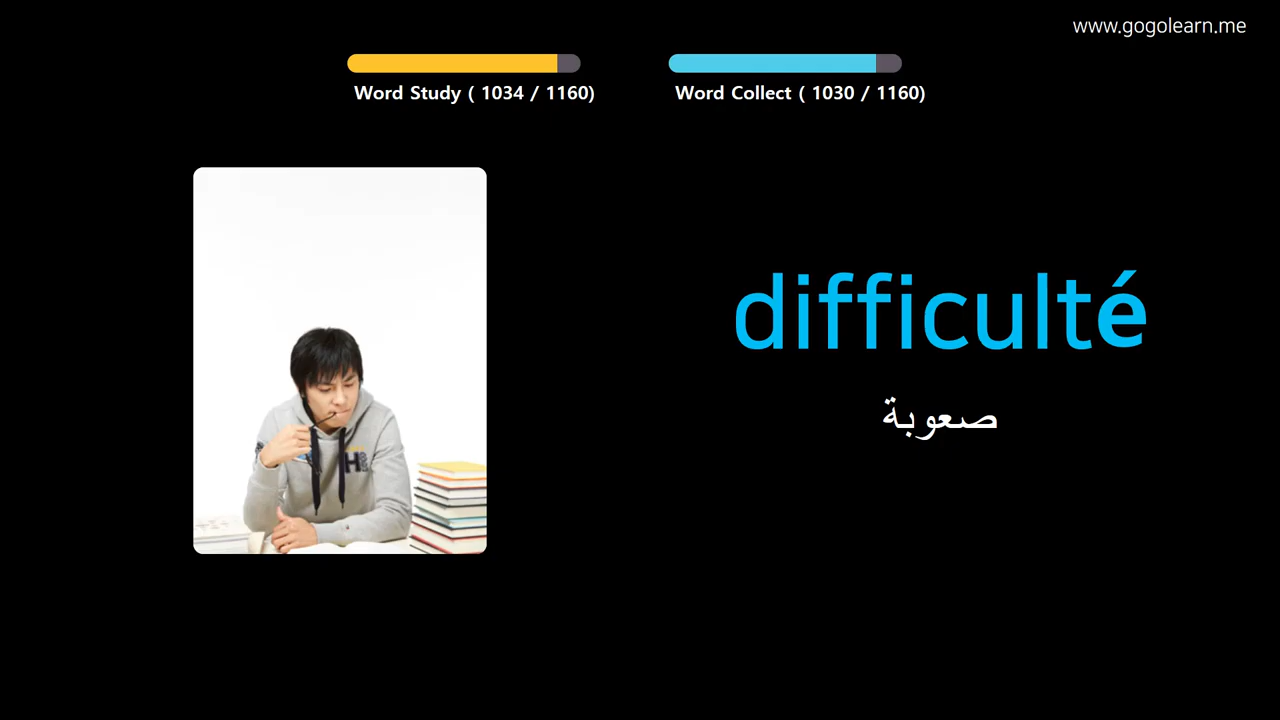 www.gogolearn.me
Word Study ( 1034 / 1160)
Word Collect ( 1030 / 1160)
difficulté
صعوبة
H